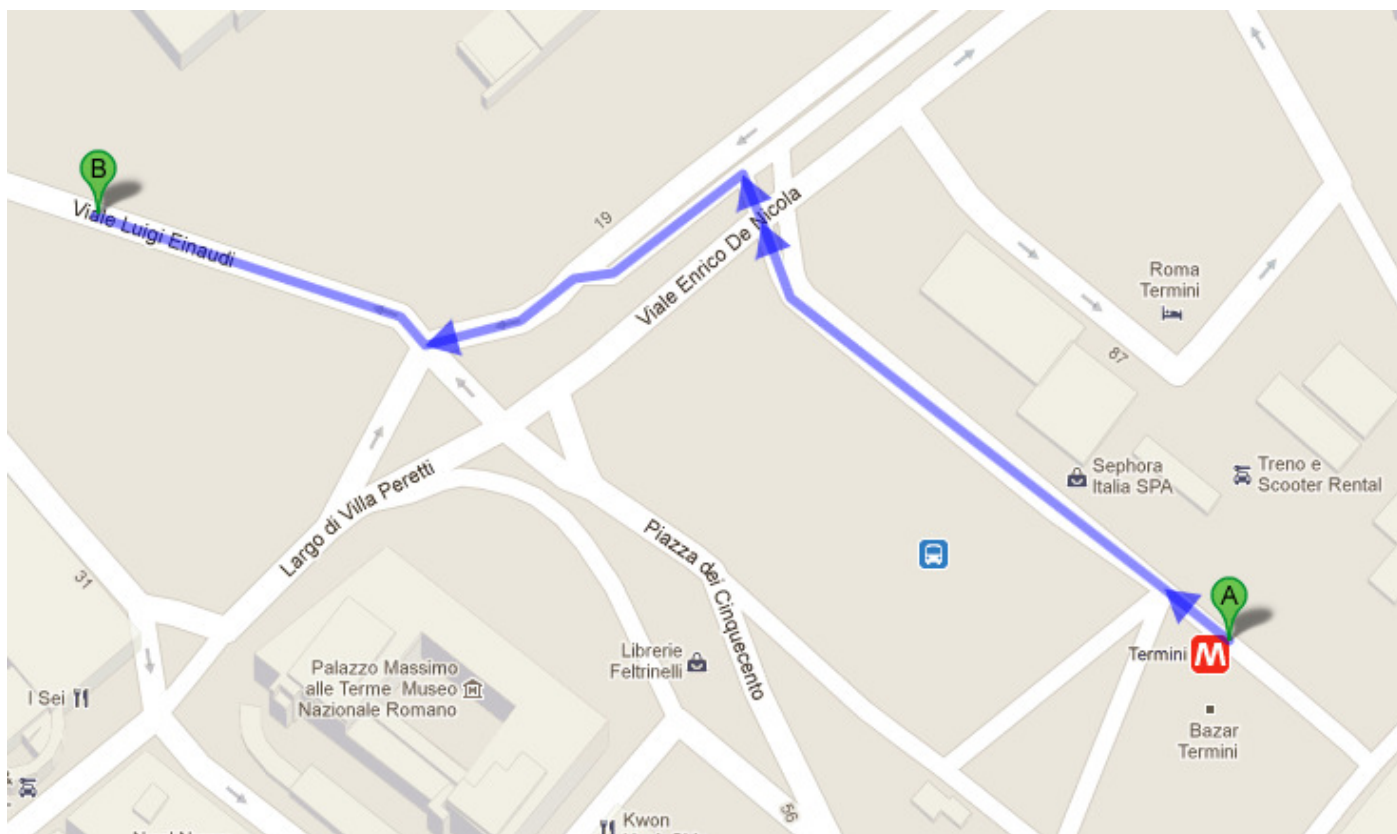 B
Viale Luigi Einaudi
19
Viale Enrico De Nicola
Roma
Termini
87
Sephora
Italia SPA
Treno e
Scooter Rental
Largo di Villa Peretti
31
Piazza dei Cinquecento
A
Termini
M
Librerie
Feltrinelli
Palazzo Massimo
alle Terme Museo
Nazionale Romano
I Sei
Bazar
Termini
56
Kwon